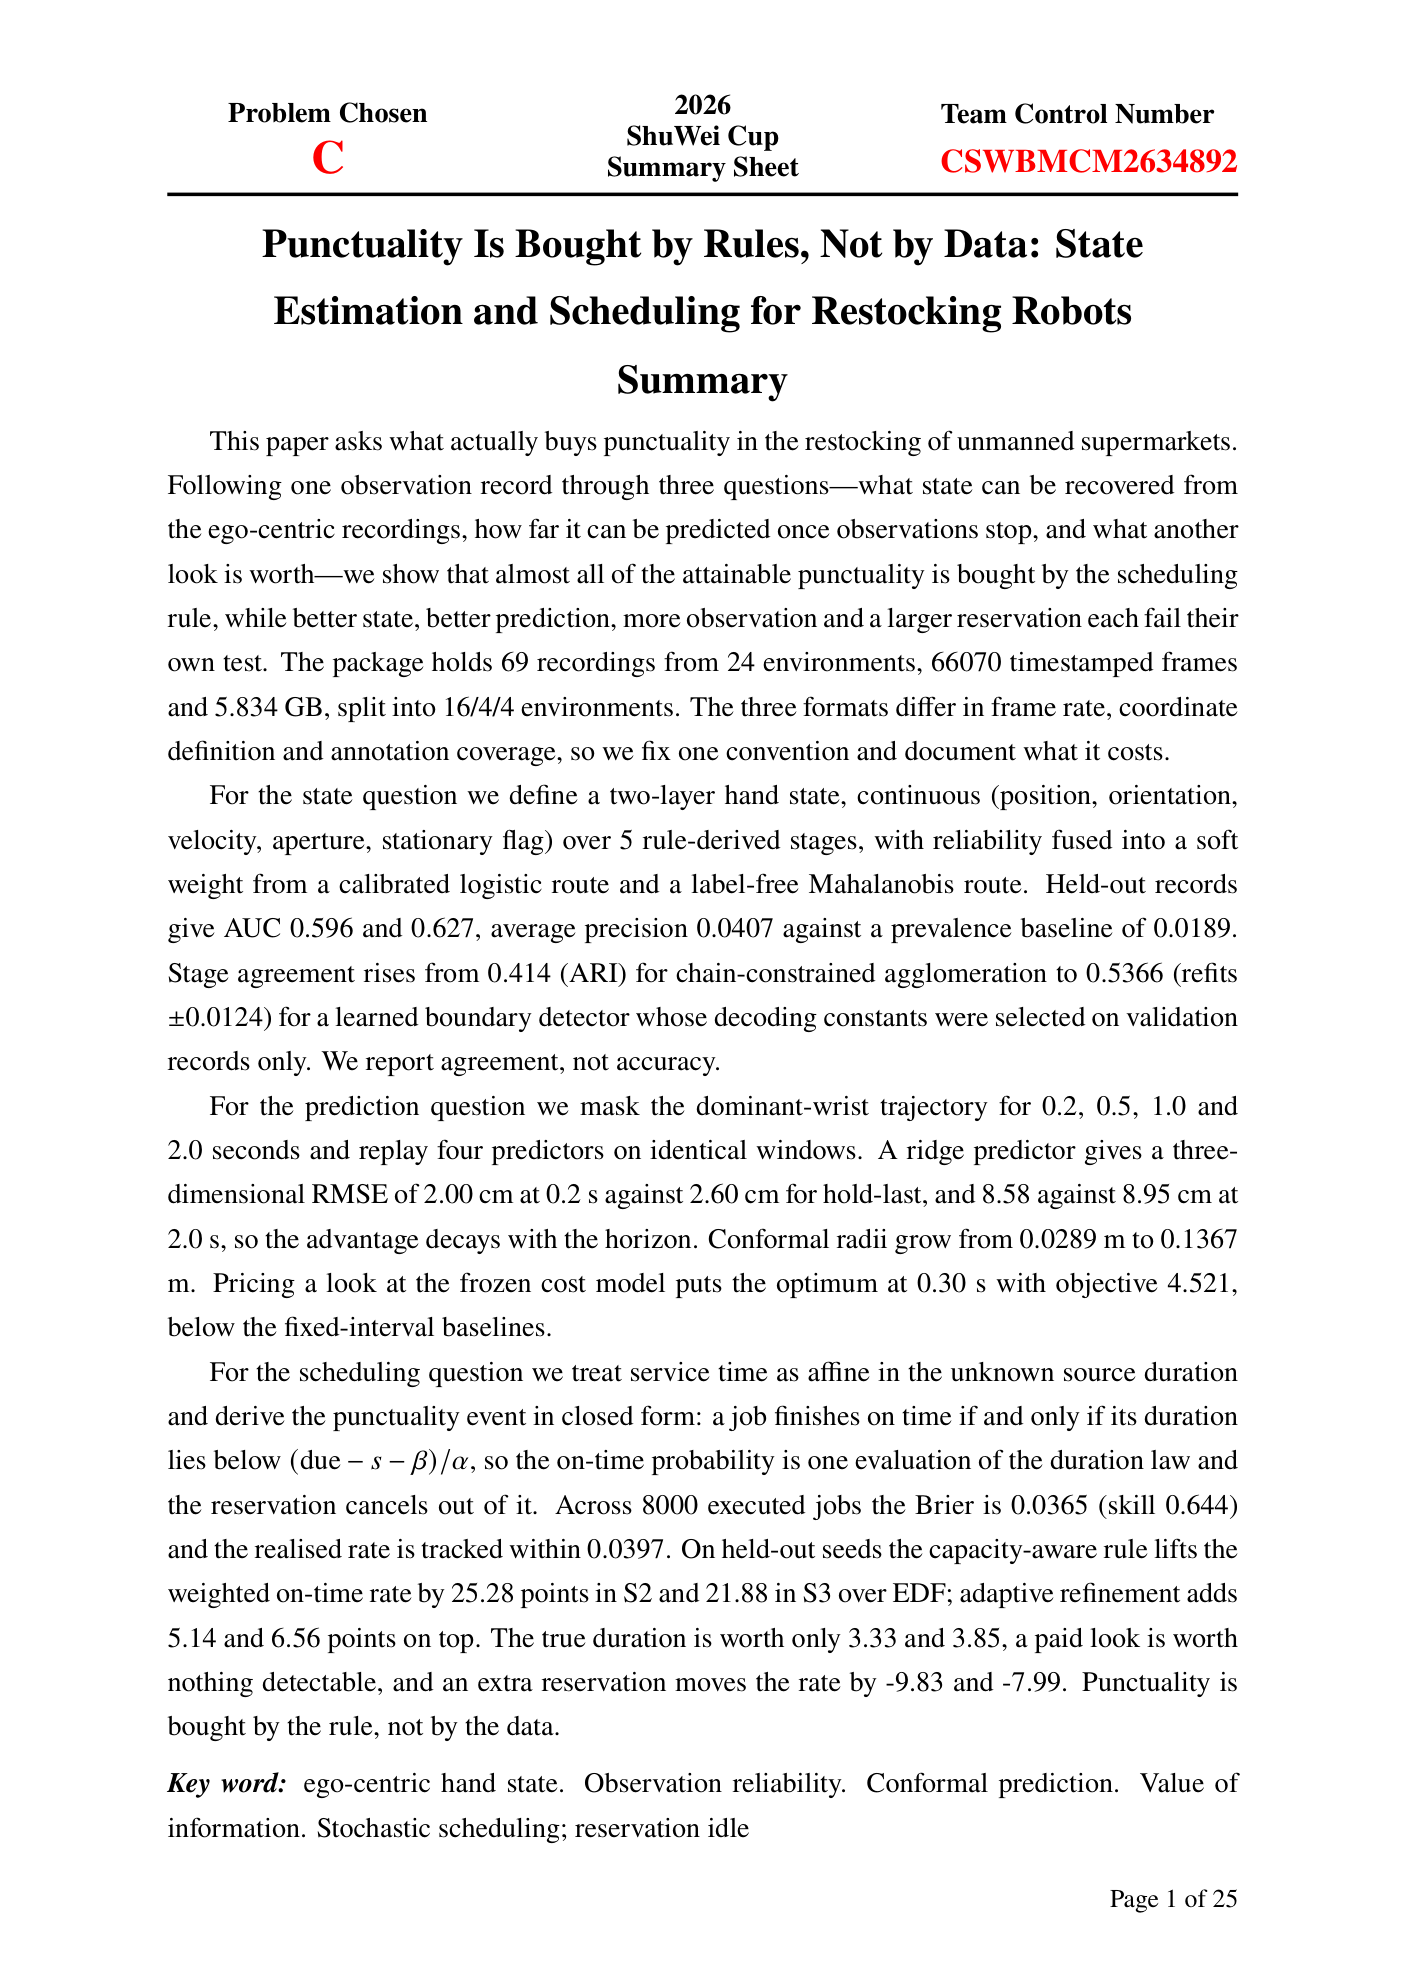 Problem Chosen
C
2026
ShuWei Cup
Summary Sheet
Team Control Number
CSWBMCM2634892
Punctuality Is Bought by Rules, Not by Data: State
Estimation and Scheduling for Restocking Robots
Summary
This paper asks what actually buys punctuality in the restocking of unmanned supermarkets.
Following one observation record through three questions—what state can be recovered from
the ego-centric recordings, how far it can be predicted once observations stop, and what another
look is worth—we show that almost all of the attainable punctuality is bought by the scheduling
rule, while better state, better prediction, more observation and a larger reservation each fail their
own test. The package holds 69 recordings from 24 environments, 66070 timestamped frames
and 5.834 GB, split into 16/4/4 environments. The three formats differ in frame rate, coordinate
definition and annotation coverage, so we fix one convention and document what it costs.
For the state question we define a two-layer hand state, continuous (position, orientation,
velocity, aperture, stationary flag) over 5 rule-derived stages, with reliability fused into a soft
weight from a calibrated logistic route and a label-free Mahalanobis route. Held-out records
give AUC 0.596 and 0.627, average precision 0.0407 against a prevalence baseline of 0.0189.
Stage agreement rises from 0.414 (ARI) for chain-constrained agglomeration to 0.5366 (refits
±0.0124) for a learned boundary detector whose decoding constants were selected on validation
records only. We report agreement, not accuracy.
For the prediction question we mask the dominant-wrist trajectory for 0.2, 0.5, 1.0 and
2.0 seconds and replay four predictors on identical windows. A ridge predictor gives a three-
dimensional RMSE of 2.00 cm at 0.2 s against 2.60 cm for hold-last, and 8.58 against 8.95 cm at
2.0 s, so the advantage decays with the horizon. Conformal radii grow from 0.0289 m to 0.1367
m. Pricing a look at the frozen cost model puts the optimum at 0.30 s with objective 4.521,
below the fixed-interval baselines.
For the scheduling question we treat service time as affine in the unknown source duration
and derive the punctuality event in closed form: a job finishes on time if and only if its duration
lies below (due − s − β)/α, so the on-time probability is one evaluation of the duration law and
the reservation cancels out of it. Across 8000 executed jobs the Brier is 0.0365 (skill 0.644)
and the realised rate is tracked within 0.0397. On held-out seeds the capacity-aware rule lifts the
weighted on-time rate by 25.28 points in S2 and 21.88 in S3 over EDF; adaptive refinement adds
5.14 and 6.56 points on top. The true duration is worth only 3.33 and 3.85, a paid look is worth
nothing detectable, and an extra reservation moves the rate by -9.83 and -7.99. Punctuality is
bought by the rule, not by the data.
Key word: ego-centric hand state. Observation reliability. Conformal prediction. Value of
information. Stochastic scheduling; reservation idle
Page 1 of 25